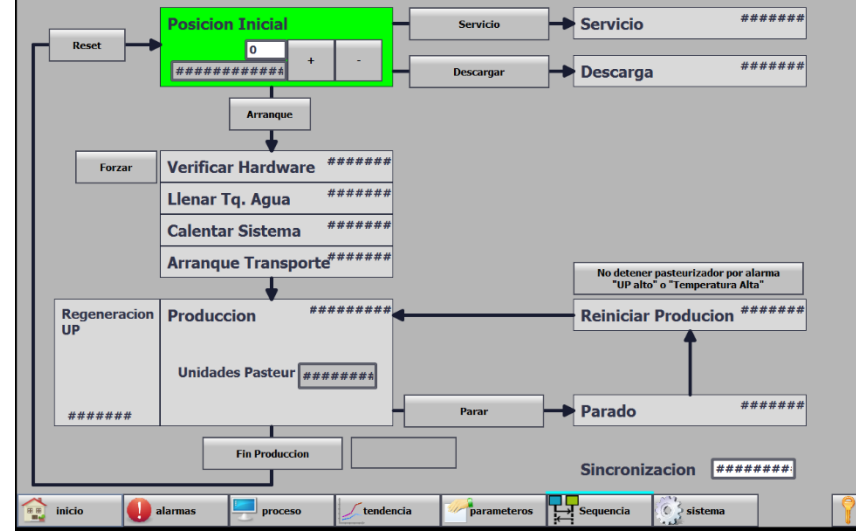 Posicion Inicial
0
############
+
-
Reset
Servicio
Servicio
#######
Descargar
Descarga
#######
Arranque
Forzar
Verificar Hardware
#######
Llenar Tq. Agua
#######
Calentar Sistema
#######
Arranque Transporte
#######
No detener pasteurizador por alarma
"UP alto" o "Temperatura Alta"
Regeneracion
UP
#######
Produccion
#########
Unidades Pasteur
########
Reiniciar Producion
#######
Parar
Parado
#######
Fin Produccion
Sincronizacion
########:
inicio
alarmas
proceso
tendencia
parameteros
Sequencia
sistema